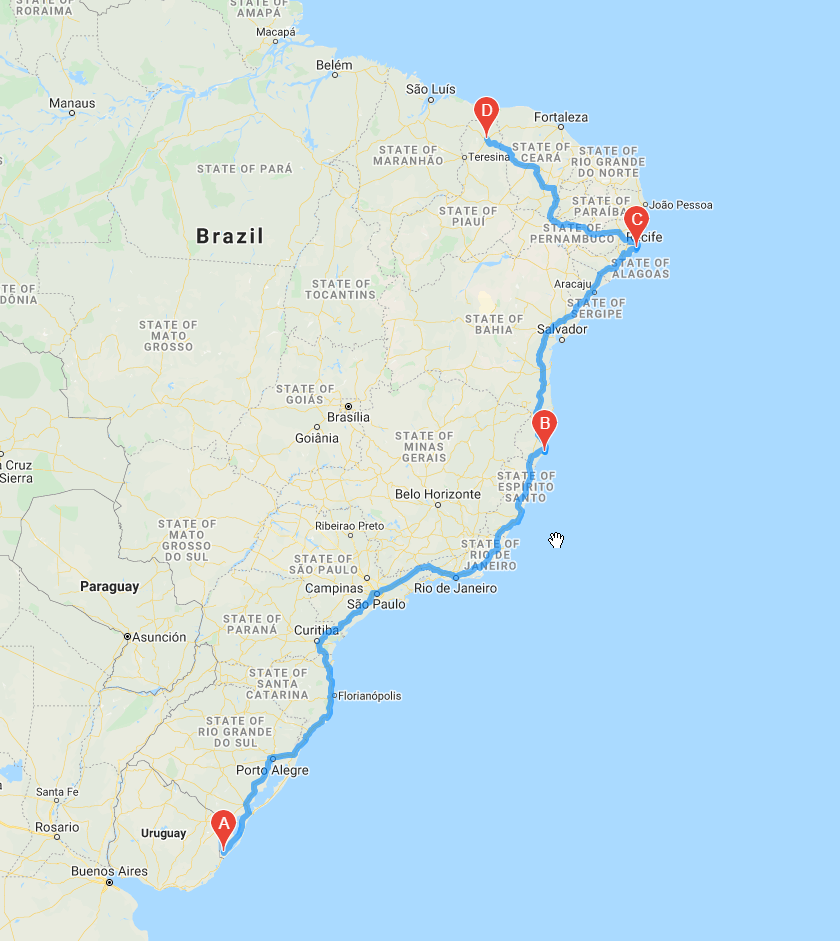 STATE OF
RORAIMA
STATE OF
AMAPÁ
Macapá
Belém
São Luís
Manaus
D
Fortaleza
STATE OF
MARANHÃO
Teresina
STATE OF
CEARÁ
STATE OF
RIO GRANDE
DO NORTE
STATE OF PARÁ
STATE OF
PARAÍBA
João Pessoa
STATE OF
PIAUÍ
C
Brazil
STATE OF
PERNAMBUCO
Recife
STATE OF
ALAGOAS
STATE OF
TOCANTINS
Aracaju
STATE OF
SERGIPE
TE OF
DÔNIA
STATE OF
MATO
GROSSO
STATE OF
BAHIA
Salvador
STATE OF
GOIÁS
Brasília
Goiânia
B
STATE OF
MINAS
GERAIS
a Cruz
Sierra
STATE OF
ESPÍRITO
SANTO
Belo Horizonte
Ribeirao Preto
STATE OF
MATO
GROSSO
DO SUL
STATE OF
RIO DE
JANEIRO
STATE OF
SÃO PAULO
Campinas
Rio de Janeiro
São Paulo
Paraguay
STATE OF
PARANÁ
Curitiba
Asunción
STATE OF
SANTA
CATARINA
Florianópolis
STATE OF
RIO GRANDE
DO SUL
Porto Alegre
Santa Fe
A
Rosario
Uruguay
Buenos Aires